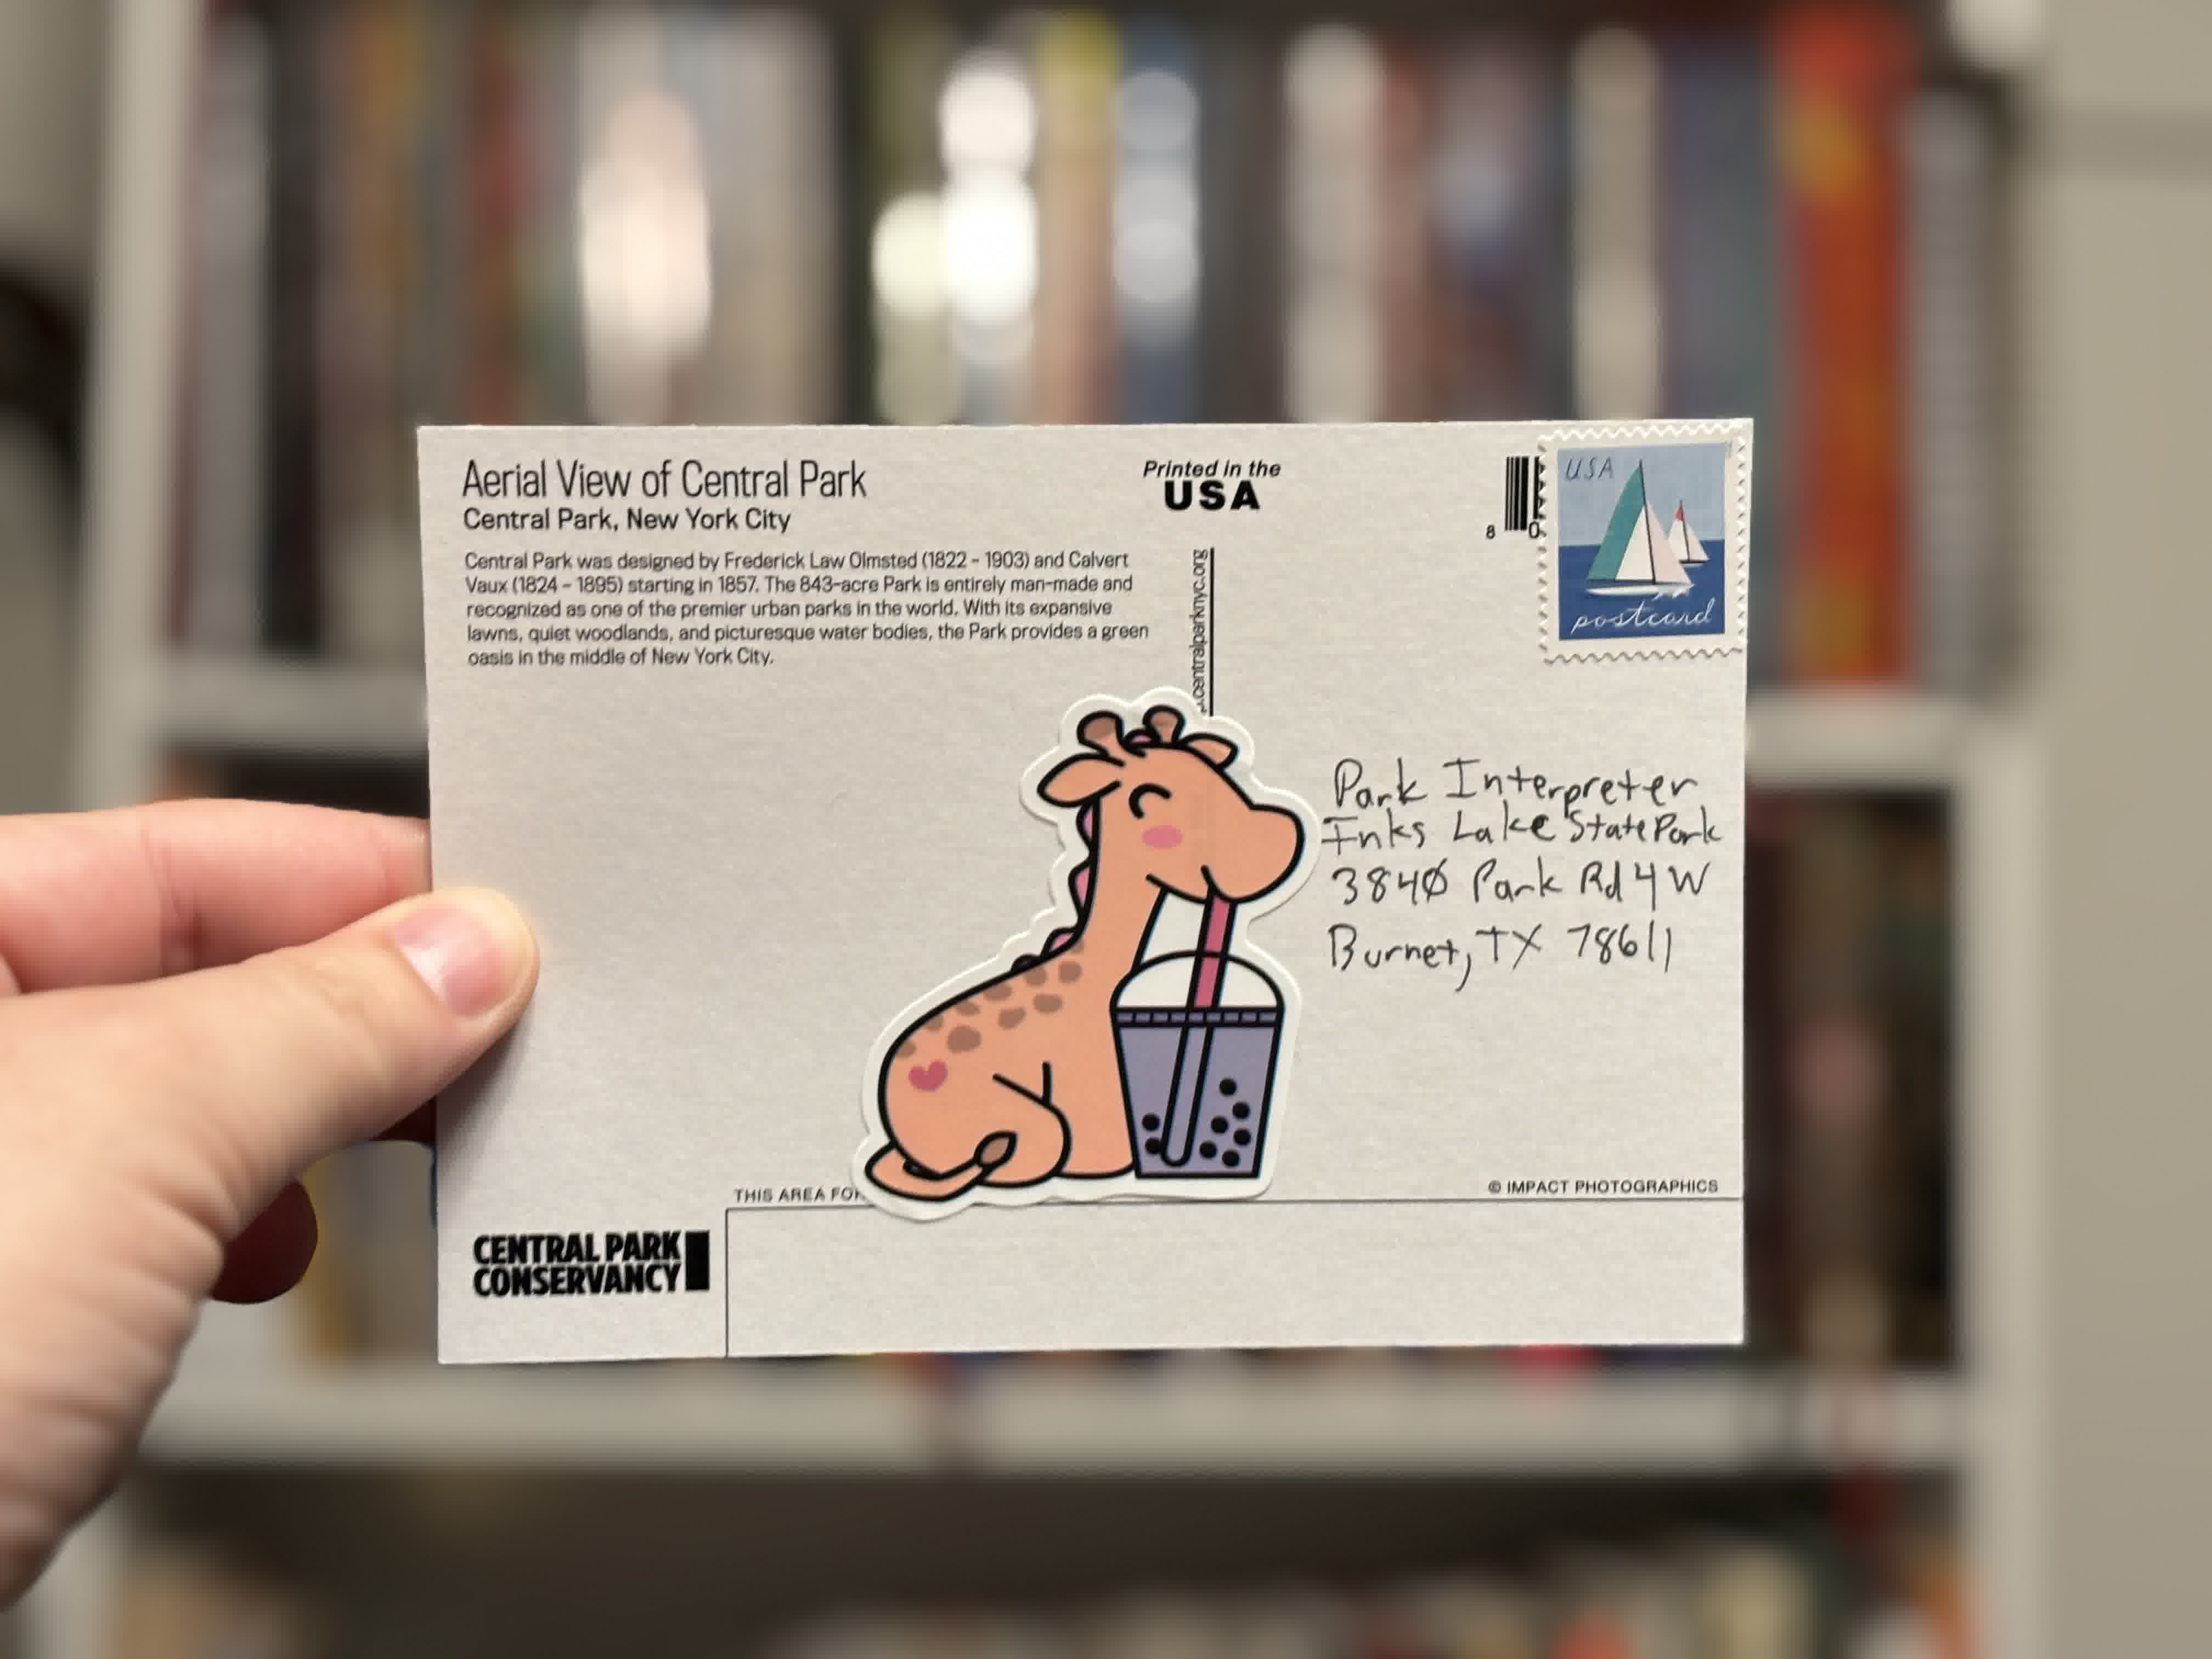 Aerial View of Central Park
Central Park, New York City
Central Park was designed by Frederick Law Olmsted (1822 – 1903) and Calvert
Vaux (1824 – 1895) starting in 1857. The 843-acre Park is entirely man-made and
recognized as one of the premier urban parks in the world. With its expansive
lawns, quiet woodlands, and picturesque water bodies, the Park provides a green
oasis in the middle of New York City.
Printed in the
USA
centralparknyc.org
8 0
USA
postcard
Park Interpreter
Inks Lake State Park
384Ø Park Rd 4 W
Burnet, TX 78611
THIS AREA FOR
© IMPACT PHOTOGRAPHICS
CENTRAL PARK
CONSERVANCY